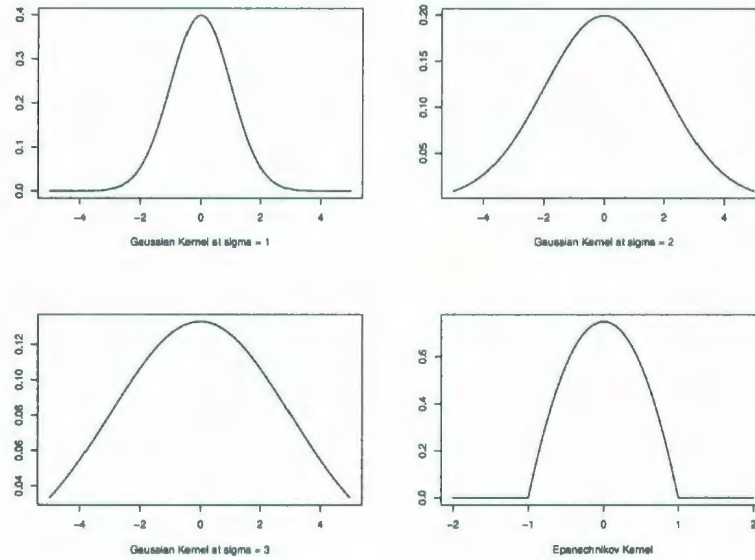 0.4
0.3
0.2
0.1
0.0
-4 -2 0 2 4
Gaussian Kernel at sigma = 1
0.20
0.15
0.10
0.05
-4 -2 0 2 4
Gaussian Kernel at sigma = 2
0.12
0.10
0.08
0.06
0.04
-4 -2 0 2 4
Gaussian Kernel at sigma = 3
0.6
0.4
0.2
0.0
-2 -1 0 1 2
Epanschnikov Kernel